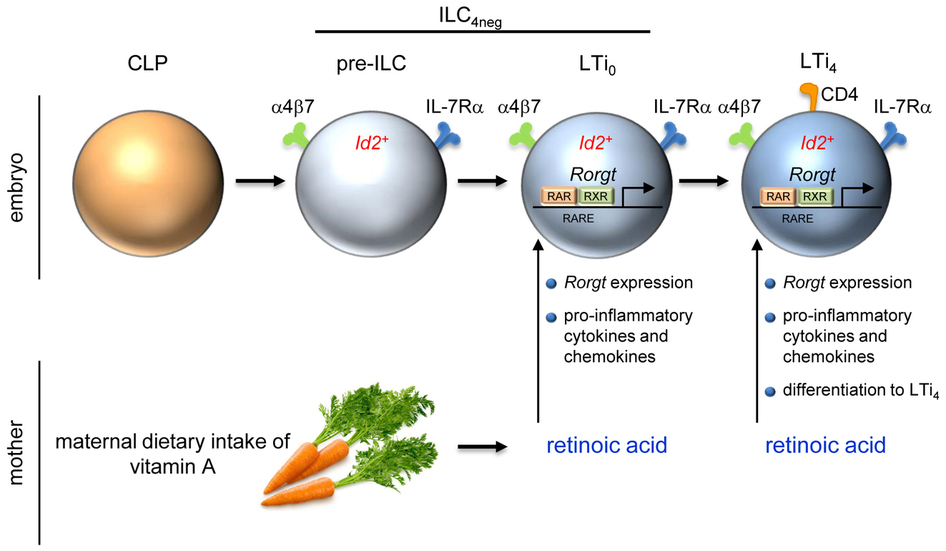 ILC4neg
CLP
pre-ILC
LTi0
LTi4
α4β7
IL-7Rα
α4β7
IL-7Rα
α4β7
CD4
IL-7Rα
Id2+
Id2+
Id2+
Rorgt
Rorgt
RAR
RXR
RAR
RXR
RARE
RARE
embryo
Rorgt expression
pro-inflammatory
cytokines and
chemokines
Rorgt expression
pro-inflammatory
cytokines and
chemokines
differentiation to LTi4
mother
maternal dietary intake of
vitamin A
retinoic acid
retinoic acid